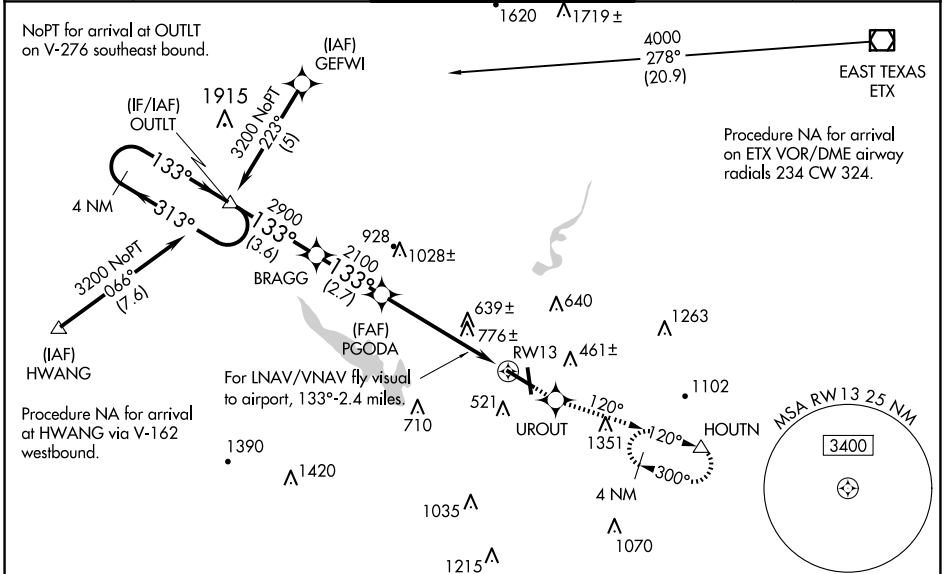 NoPT for arrival at OUTLT
on V-276 southeast bound.
(IAF)
GEFWI
1620
1719±
4000
278°
(20.9)
EAST TEXAS
ETX
(IF/IAF)
OUTLT
1915
3200 NoPT
223°
(5)
Procedure NA for arrival
on ETX VOR/DME airway
radials 234 CW 324.
133°
4 NM
313°
2900
133°
(3.6)
BRAGG
2100
133°
(2.7)
928
1028±
3200 NoPT
066°
(7.6)
(IAF)
HWANG
(FAF)
PGODA
639±
776±
640
1263
RW13
461±
For LNAV/VNAV fly visual
to airport, 133°-2.4 miles.
Procedure NA for arrival
at HWANG via V-162
westbound.
710
521
UROUT
120°
1102
1351
120°
HOUTN
300°
4 NM
MSA RW13 25 NM
3400
1390
1420
1035
1070
1215